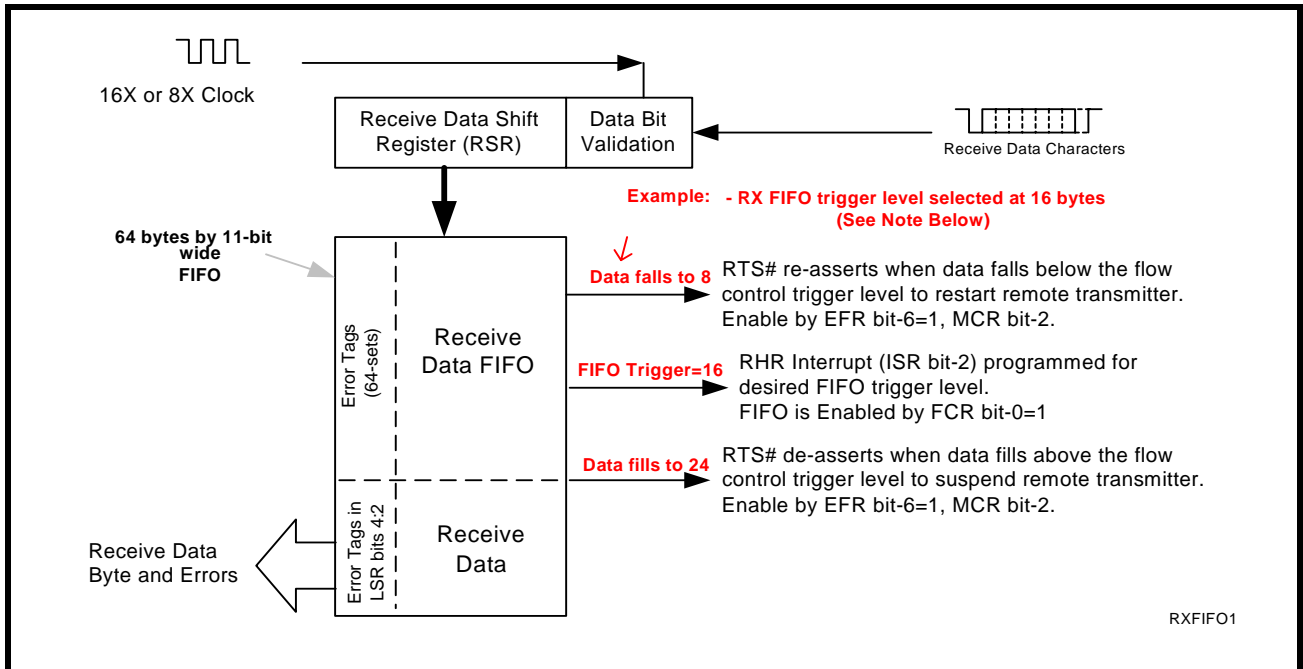 16X or 8X Clock
Receive Data Shift
Register (RSR)
Data Bit
Validation
Receive Data Characters
Example: - RX FIFO trigger level selected at 16 bytes
(See Note Below)
64 bytes by 11-bit
wide
FIFO
Error Tags
(64-sets)
Receive
Data FIFO
Data falls to 8
RTS# re-asserts when data falls below the flow
control trigger level to restart remote transmitter.
Enable by EFR bit-6=1, MCR bit-2.
FIFO Trigger=16
RHR Interrupt (ISR bit-2) programmed for
desired FIFO trigger level.
FIFO is Enabled by FCR bit-0=1
Data fills to 24
RTS# de-asserts when data fills above the flow
control trigger level to suspend remote transmitter.
Enable by EFR bit-6=1, MCR bit-2.
Error Tags in
LSR bits 4:2
Receive
Data
Receive Data
Byte and Errors
RXFIFO1